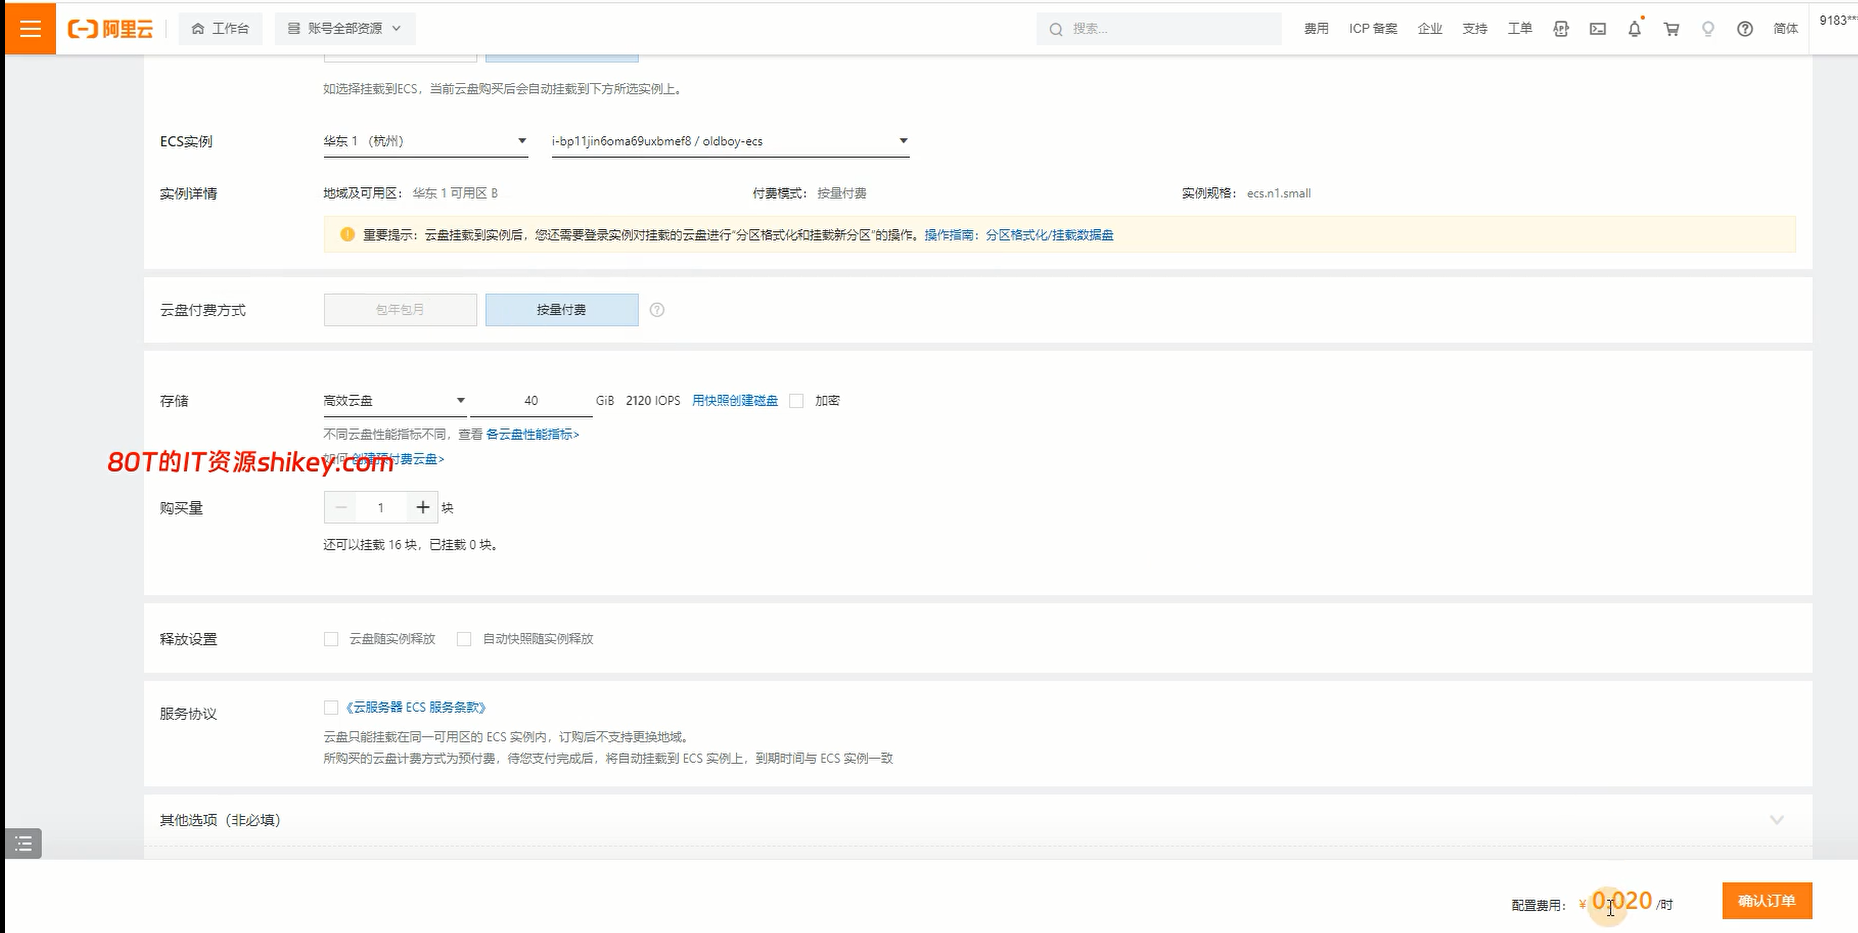 阿里云 工作台 账号全部资源 搜索... 费用 ICP 备案 企业 支持 工单 简体 9183**
如选择挂载到ECS，当前云盘购买后会自动挂载到下方所选实例上。
ECS实例 华东 1 （杭州） i-bp11jin6oma69uxbmef8 / oldboy-ecs
实例详情 地域及可用区： 华东 1 可用区 B 付费模式： 按量付费 实例规格： ecs.n1.small
重要提示：云盘挂载到实例后，您还需要登录实例对挂载的云盘进行“分区格式化和挂载新分区”的操作。操作指南：分区格式化/挂载数据盘
云盘付费方式 包年包月 按量付费
存储 高效云盘 40 GiB 2120 IOPS 用快照创建磁盘 加密
不同云盘性能指标不同，查看 各云盘性能指标>
如何 创建预付费云盘>
80T的IT资源shikey.com
购买量 1 块
还可以挂载 16 块，已挂载 0 块。
释放设置 云盘随实例释放 自动快照随实例释放
服务协议 《云服务器 ECS 服务条款》
云盘只能挂载在同一可用区的 ECS 实例内，订购后不支持更换地域。
所购买的云盘计费方式为预付费，待您支付完成后，将自动挂载到 ECS 实例上，到期时间与 ECS 实例一致
其他选项（非必填）
配置费用： ¥ 0.020 /时 确认订单